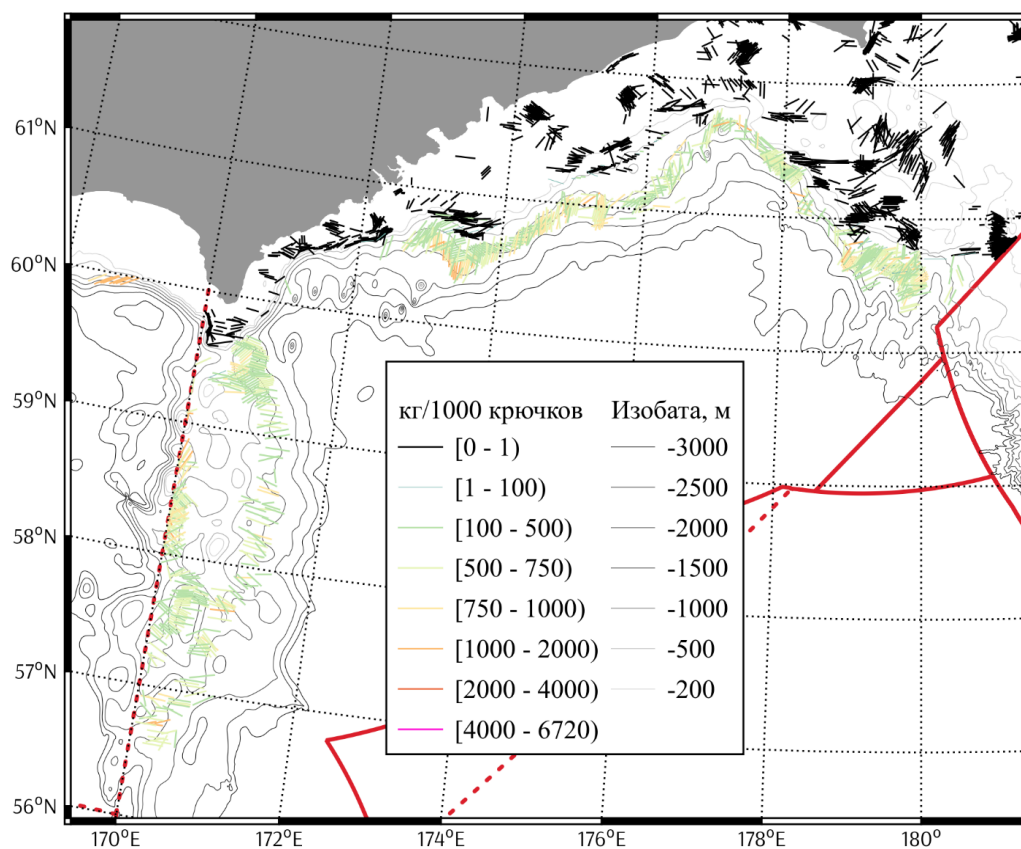 61°N
60°N
59°N
58°N
57°N
56°N
кг/1000 крючков Изобата, м
[0 - 1) -3000
[1 - 100) -2500
[100 - 500) -2000
[500 - 750) -1500
[750 - 1000) -1000
[1000 - 2000) -500
[2000 - 4000) -200
[4000 - 6720)
170°E 172°E 174°E 176°E 178°E 180°